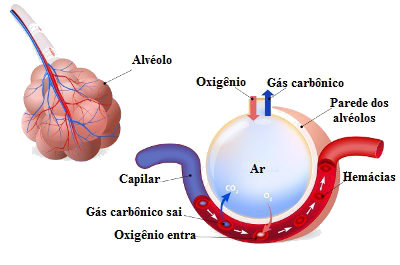 Alvéolo
Oxigênio
Gás carbônico
Parede dos
alvéolos
Ar
Capilar
Hemácias
CO₂
O₂
Gás carbônico sai
Oxigênio entra